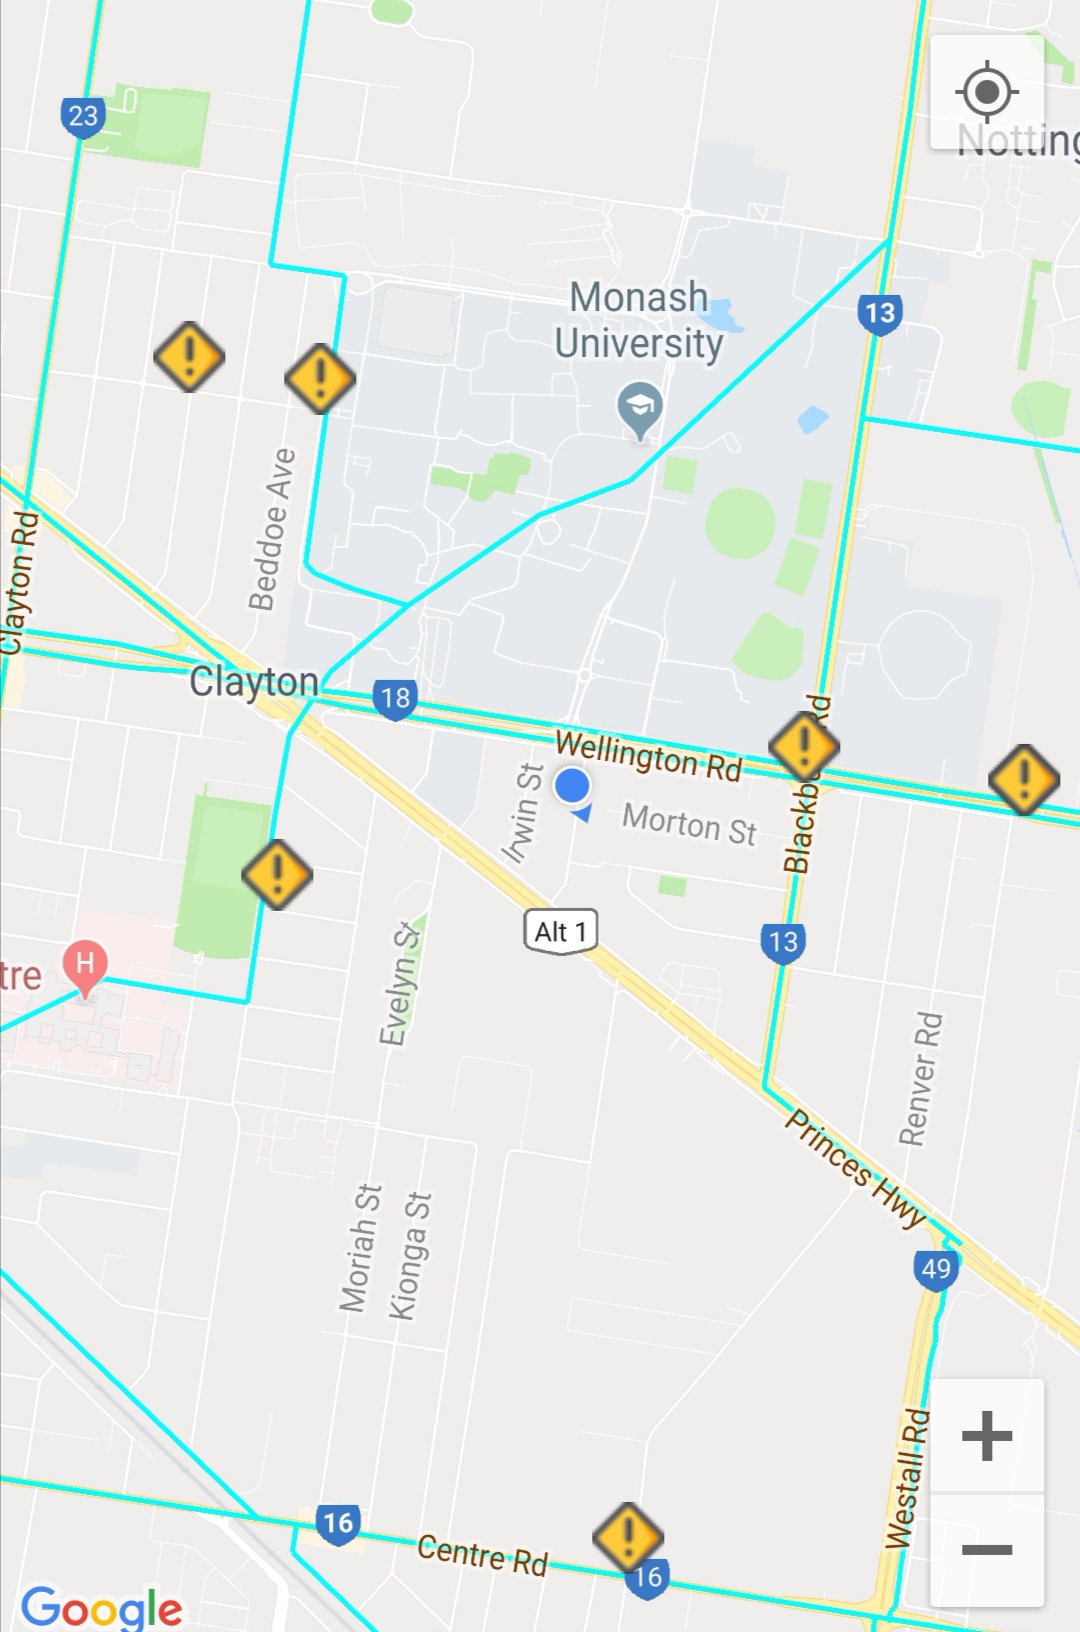 23
Notting
Monash
University
13
Beddoe Ave
Clayton Rd
Clayton
18
Wellington Rd
Rd
Irwin St
Morton St
Blackb
Alt 1
13
H
tre
Evelyn St
Renver Rd
Princes Hwy
Moriah St
Kionga St
49
Westall Rd
16
Centre Rd
16
Google